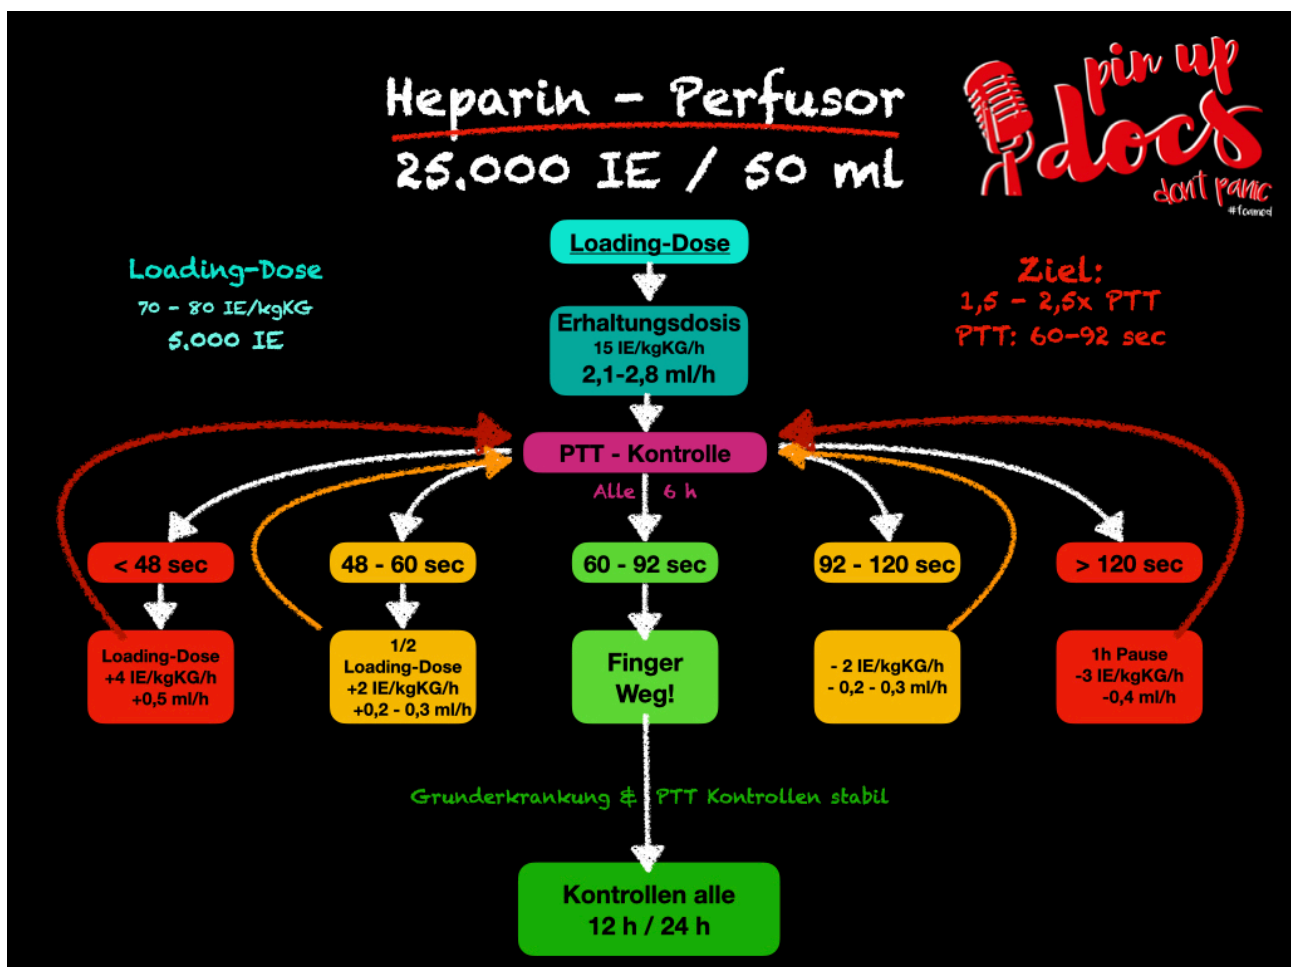 Heparin - Perfusor
25.000 IE / 50 ml
pin up
docs
don't panic
#foamed
Loading-Dose
70 - 80 IE/kgKG
5.000 IE
Ziel:
1,5 - 2,5x PTT
PTT: 60-92 sec
Loading-Dose
Erhaltungsdosis
15 IE/kgKG/h
2,1-2,8 ml/h
PTT - Kontrolle
Alle 6 h
< 48 sec
48 - 60 sec
60 - 92 sec
92 - 120 sec
> 120 sec
Loading-Dose
+4 IE/kgKG/h
+0,5 ml/h
1/2
Loading-Dose
+2 IE/kgKG/h
+0,2 - 0,3 ml/h
Finger
Weg!
- 2 IE/kgKG/h
- 0,2 - 0,3 ml/h
1h Pause
-3 IE/kgKG/h
-0,4 ml/h
Grunderkrankung & PTT Kontrollen stabil
Kontrollen alle
12 h / 24 h